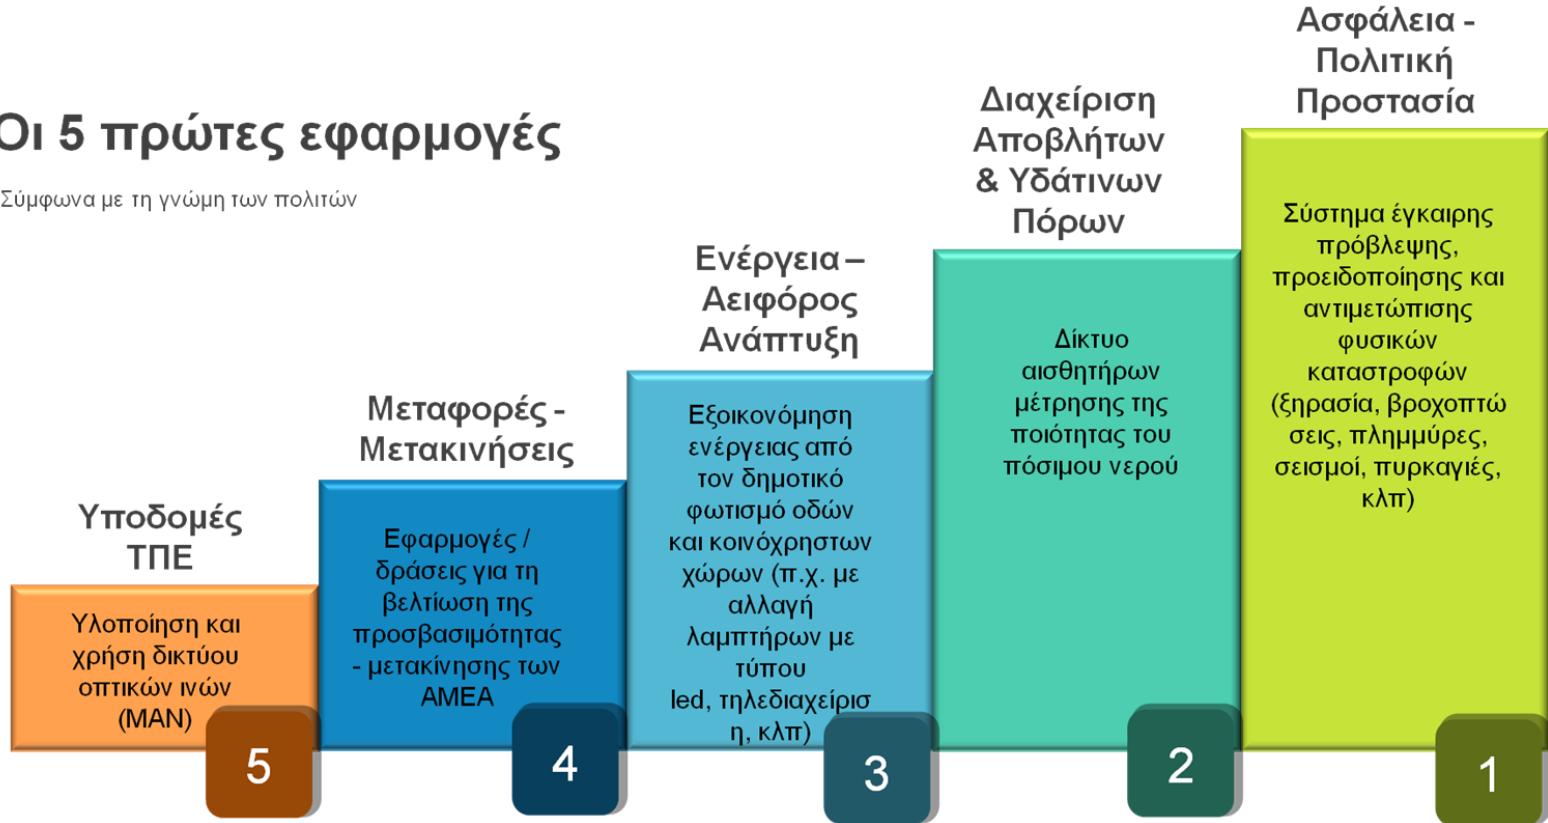 Οι 5 πρώτες εφαρμογές
Σύμφωνα με τη γνώμη των πολιτών
Υποδομές
ΤΠΕ
Υλοποίηση και
χρήση δικτύου
οπτικών ινών
(MAN)
5
Μεταφορές -
Μετακινήσεις
Εφαρμογές /
δράσεις για τη
βελτίωση της
προσβασιμότητας
- μετακίνησης των
ΑΜΕΑ
4
Ενέργεια –
Αειφόρος
Ανάπτυξη
Εξοικονόμηση
ενέργειας από
τον δημοτικό
φωτισμό οδών
και κοινόχρηστων
χώρων (π.χ. με
αλλαγή
λαμπτήρων με
τύπου
led, τηλεδιαχείρισ
η, κλπ)
3
Διαχείριση
Αποβλήτων
& Υδάτινων
Πόρων
Δίκτυο
αισθητήρων
μέτρησης της
ποιότητας του
πόσιμου νερού
2
Ασφάλεια -
Πολιτική
Προστασία
Σύστημα έγκαιρης
πρόβλεψης,
προειδοποίησης και
αντιμετώπισης
φυσικών
καταστροφών
(ξηρασία, βροχοπτώ
σεις, πλημμύρες,
σεισμοί, πυρκαγιές,
κλπ)
1